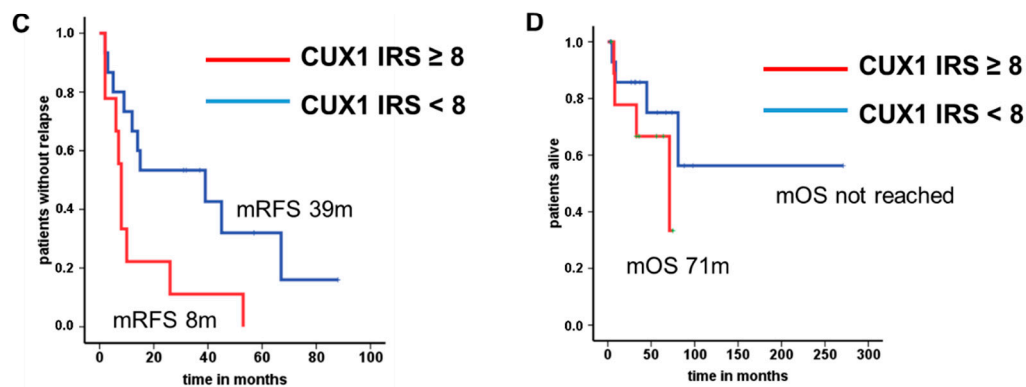 C
CUX1 IRS ≥ 8
CUX1 IRS < 8
patients without relapse
1.0
0.8
0.6
0.4
0.2
0.0
mRFS 39m
mRFS 8m
0 20 40 60 80 100
time in months
D
CUX1 IRS ≥ 8
CUX1 IRS < 8
patients alive
1.0
0.8
0.6
0.4
0.2
0.0
mOS not reached
mOS 71m
0 50 100 150 200 250 300
time in months